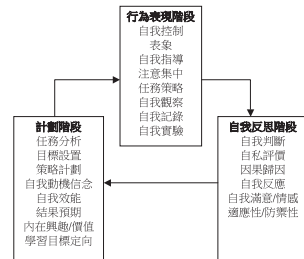 行為表現階段
自我控制
表象
自我指導
注意集中
任務策略
自我觀察
自我記錄
自我實驗
計劃階段
任務分析
目標設置
策略計劃
自我動機信念
自我效能
結果預期
內在興趣/價值
學習目標定向
自我反思階段
自我判斷
自私評價
因果歸因
自我反應
自我滿意/情感
適應性/防禦性